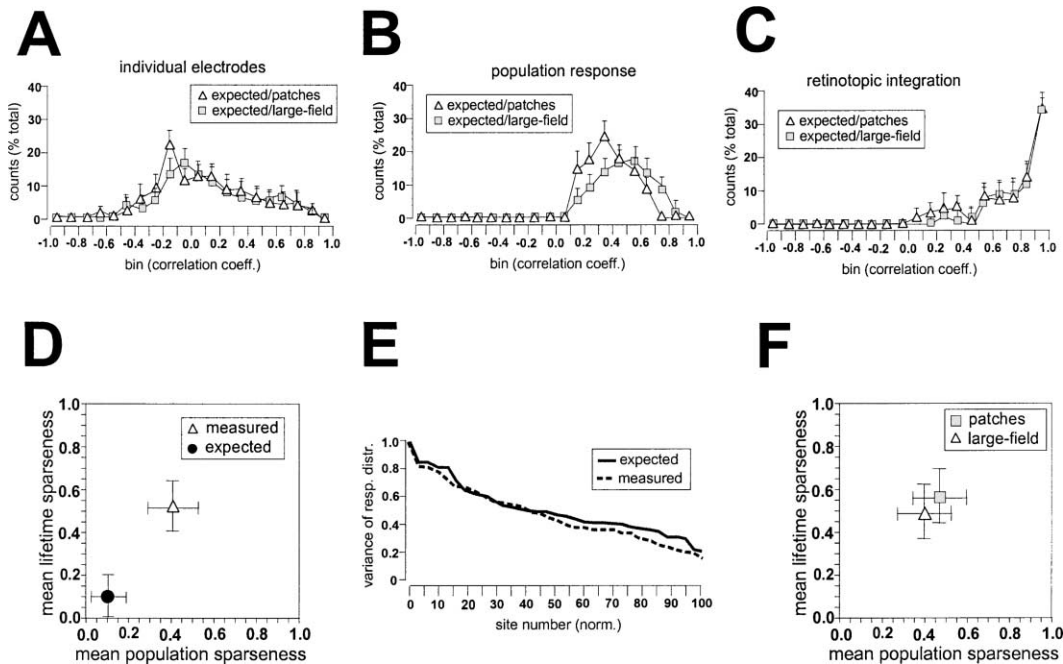 A
individual electrodes
expected/patches
expected/large-field
counts (% total)
40
30
20
10
0
-1.0 -0.8 -0.6 -0.4 -0.2 0. 0.2 0.4 0.6 0.8 1.0
bin (correlation coeff.)
B
population response
expected/patches
expected/large-field
counts (% total)
40
30
20
10
0
-1.0 -0.8 -0.6 -0.4 -0.2 0.0 0.2 0.4 0.6 0.8 1.0
bin (correlation coeff.)
C
retinotopic integration
expected/patches
expected/large-field
counts (% total)
40
30
20
10
0
-1.0 -0.8 -0.6 -0.4 -0.2 0.0 0.2 0.4 0.6 0.8 1.0
bin (correlation coeff.)
D
measured
expected
mean lifetime sparseness
1.0
0.8
0.6
0.4
0.2
0.0
0.0 0.2 0.4 0.6 0.8 1.0
mean population sparseness
E
expected
measured
variance of resp. distr.
1.0
0.8
0.6
0.4
0.2
0
0 10 20 30 40 50 60 70 80 90 100
site number (norm.)
F
patches
large-field
mean lifetime sparseness
1.0
0.8
0.6
0.4
0.2
0.0
0.0 0.2 0.4 0.6 0.8 1.0
mean population sparseness